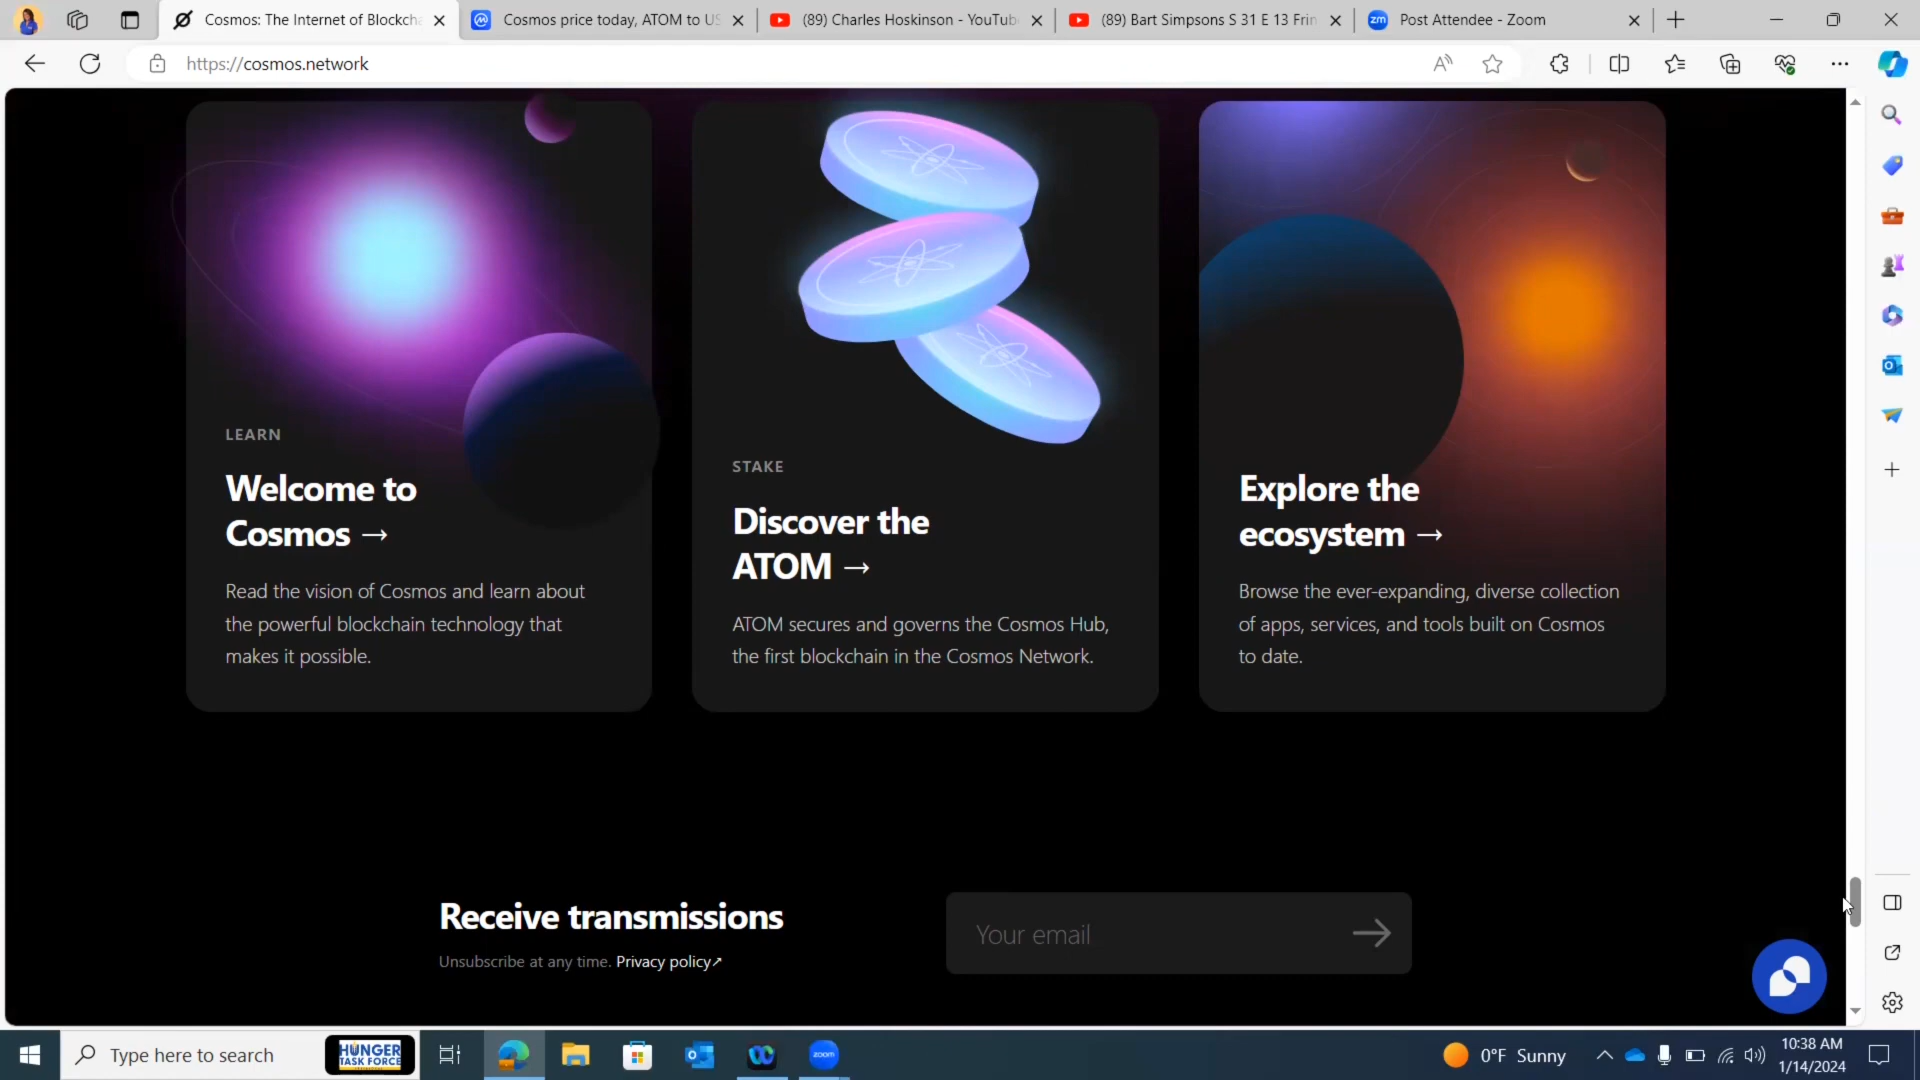 Cosmos: The Internet of Blockcha
Cosmos price today, ATOM to US
(89) Charles Hoskinson - YouTub
(89) Bart Simpsons S 31 E 13 Frin
zm
Post Attendee - Zoom
https://cosmos.network
LEARN
Welcome to
Cosmos →
Read the vision of Cosmos and learn about
the powerful blockchain technology that
makes it possible.
STAKE
Discover the
ATOM →
ATOM secures and governs the Cosmos Hub,
the first blockchain in the Cosmos Network.
Explore the
ecosystem →
Browse the ever-expanding, diverse collection
of apps, services, and tools built on Cosmos
to date.
Receive transmissions
Unsubscribe at any time. Privacy policy↗
Your email
Type here to search
HUNGER
TASK FORCE
zoom
0°F Sunny
10:38 AM
1/14/2024